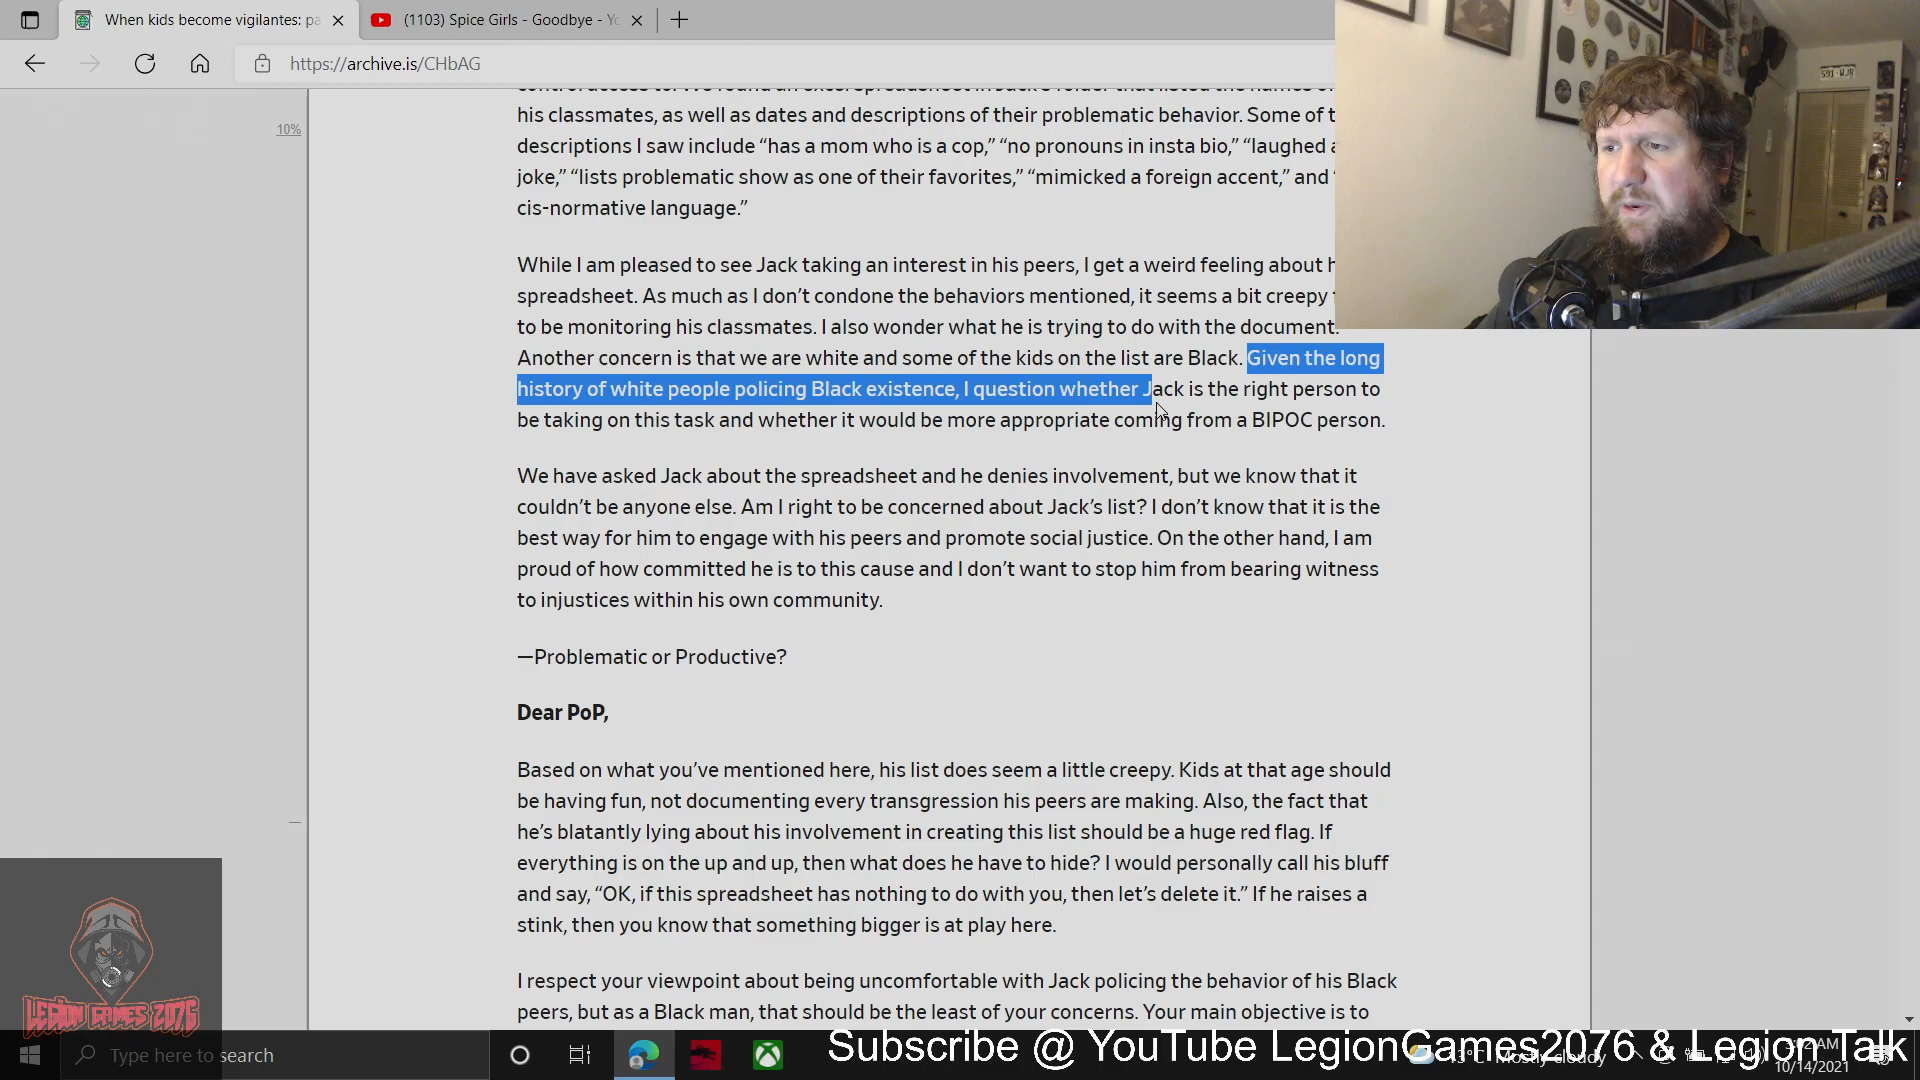 When kids become vigilantes: pa
(1103) Spice Girls - Goodbye - Yo
https://archive.is/CHbAG
10%
his classmates, as well as dates and descriptions of their problematic behavior. Some of t
descriptions I saw include “has a mom who is a cop,” “no pronouns in insta bio,” “laughed a
joke,” “lists problematic show as one of their favorites,” “mimicked a foreign accent,” and “
cis-normative language.”
While I am pleased to see Jack taking an interest in his peers, I get a weird feeling about h
spreadsheet. As much as I don’t condone the behaviors mentioned, it seems a bit creepy
to be monitoring his classmates. I also wonder what he is trying to do with the document.
Another concern is that we are white and some of the kids on the list are Black. Given the long
history of white people policing Black existence, I question whether Jack is the right person to
be taking on this task and whether it would be more appropriate coming from a BIPOC person.
We have asked Jack about the spreadsheet and he denies involvement, but we know that it
couldn’t be anyone else. Am I right to be concerned about Jack’s list? I don’t know that it is the
best way for him to engage with his peers and promote social justice. On the other hand, I am
proud of how committed he is to this cause and I don’t want to stop him from bearing witness
to injustices within his own community.
—Problematic or Productive?
Dear PoP,
Based on what you’ve mentioned here, his list does seem a little creepy. Kids at that age should
be having fun, not documenting every transgression his peers are making. Also, the fact that
he’s blatantly lying about his involvement in creating this list should be a huge red flag. If
everything is on the up and up, then what does he have to hide? I would personally call his bluff
and say, “OK, if this spreadsheet has nothing to do with you, then let’s delete it.” If he raises a
stink, then you know that something bigger is at play here.
I respect your viewpoint about being uncomfortable with Jack policing the behavior of his Black
peers, but as a Black man, that should be the least of your concerns. Your main objective is to
LEGION GAMES 2076
Type here to search
Subscribe @ YouTube LegionGames2076 & Legion Talk
Mostly cloudy
3:02 AM
10/14/2021